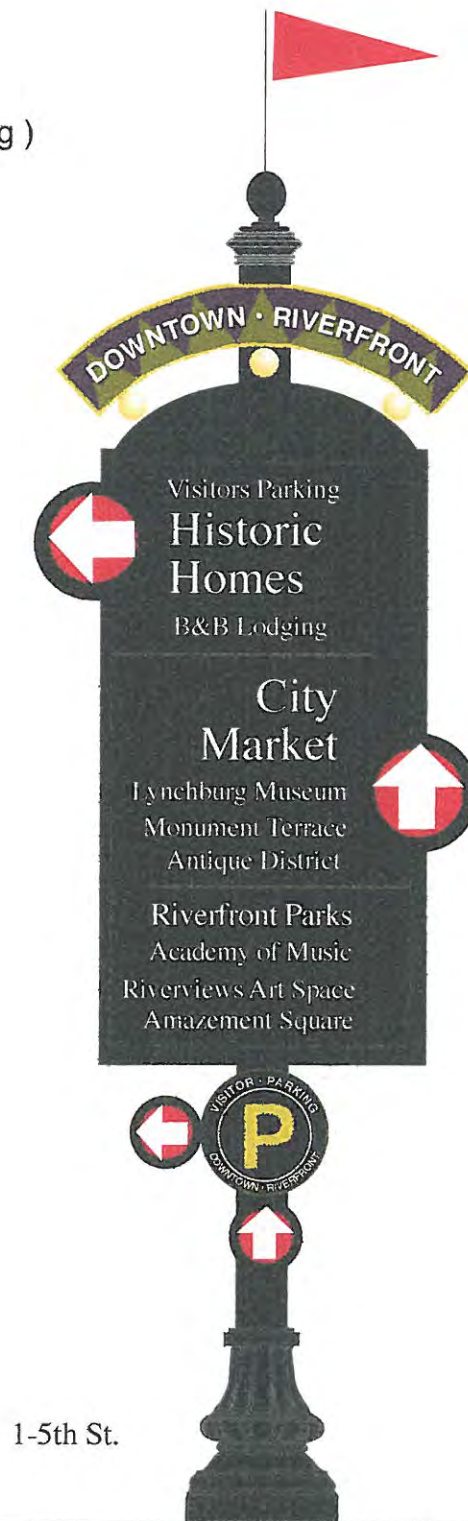 g )
DOWNTOWN · RIVERFRONT
Visitors Parking
Historic
Homes
B&B Lodging
City
Market
Lynchburg Museum
Monument Terrace
Antique District
Riverfront Parks
Academy of Music
Riverviews Art Space
Amazement Square
VISITOR · PARKING
P
DOWNTOWN · RIVERFRONT
1-5th St.